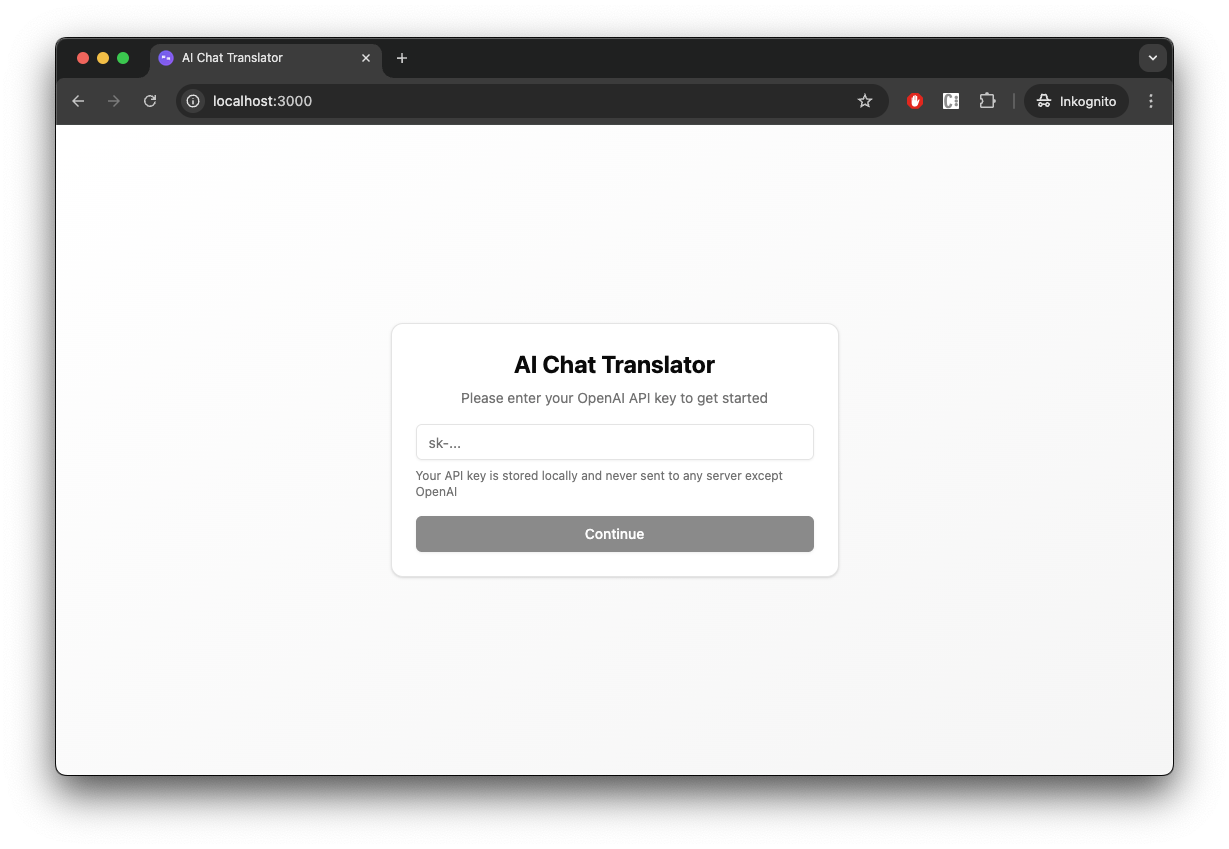 AI Chat Translator
localhost:3000
Inkognito
AI Chat Translator
Please enter your OpenAI API key to get started
sk-...
Your API key is stored locally and never sent to any server except
OpenAI
Continue